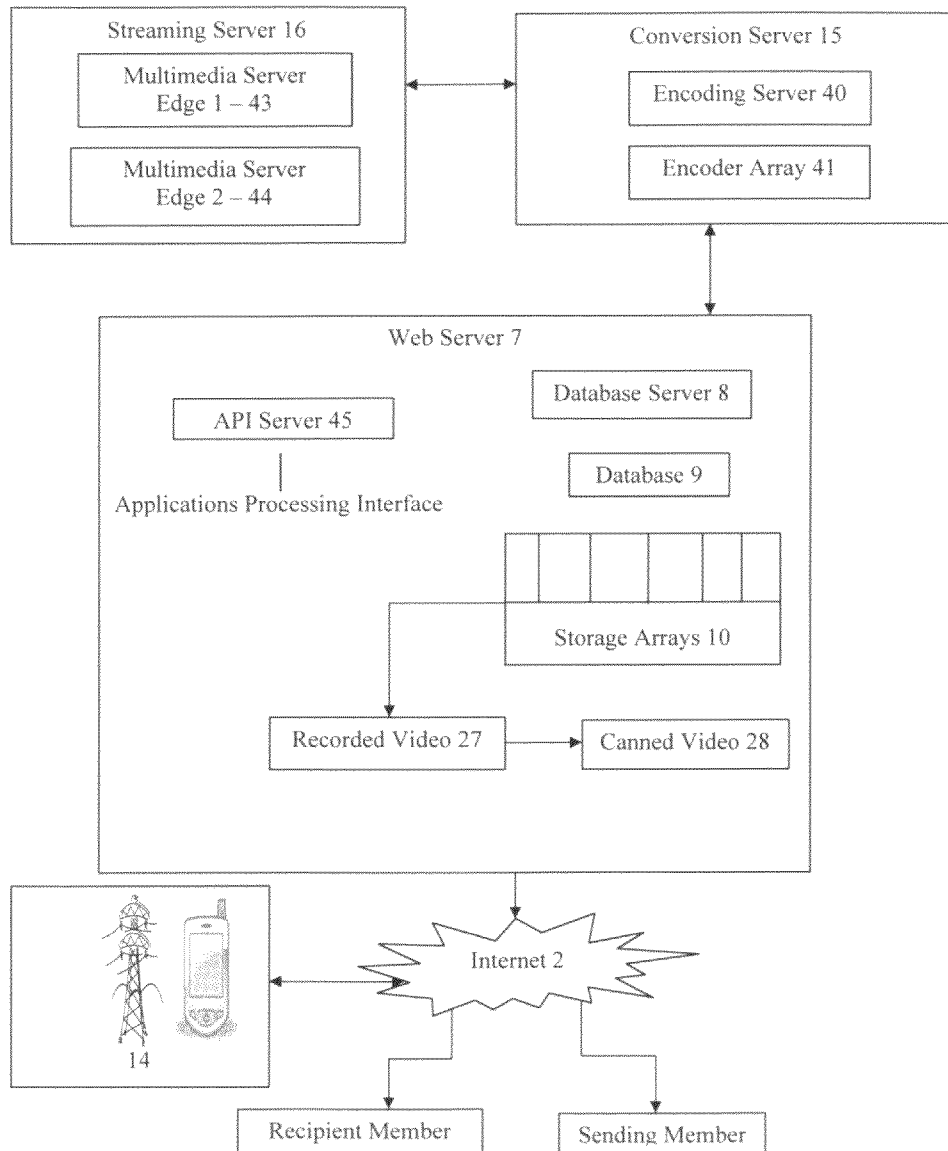 Streaming Server 16
Multimedia Server
Edge 1 – 43
Multimedia Server
Edge 2 – 44
Conversion Server 15
Encoding Server 40
Encoder Array 41
Web Server 7
API Server 45
Applications Processing Interface
Database Server 8
Database 9
Storage Arrays 10
Recorded Video 27
Canned Video 28
Internet 2
14
Recipient Member
Sending Member